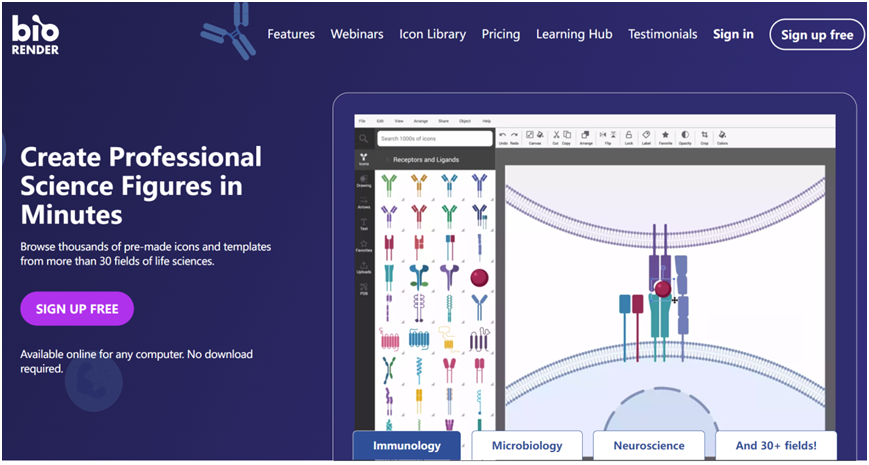 bio
RENDER
Features Webinars Icon Library Pricing Learning Hub Testimonials Sign in Sign up free
Create Professional
Science Figures in
Minutes
Browse thousands of pre-made icons and templates
from more than 30 fields of life sciences.
SIGN UP FREE
Available online for any computer. No download
required.
File Edit View Arrange Share Object Help
Search 1000s of icons
Undo Redo Canvas Cut Copy Arrange Flip Lock Label Favorite Opacity Crop Colors
Icons
Receptors and Ligands
Drawing
Arrows
Text
Favorites
Uploads
PDB
Immunology Microbiology Neuroscience And 30+ fields!